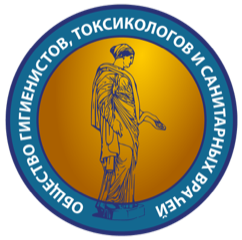 ОБЩЕСТВО ГИГИЕНИСТОВ, ТОКСИКОЛОГОВ И САНИТАРНЫХ ВРАЧЕЙ